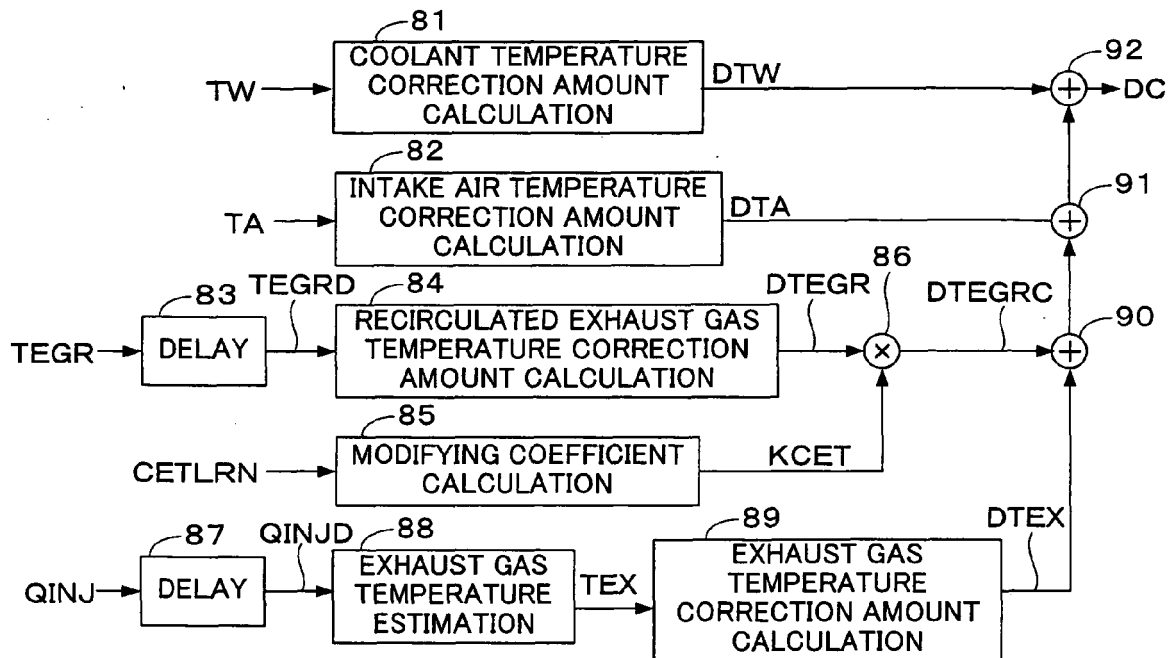 81
COOLANT TEMPERATURE
CORRECTION AMOUNT
CALCULATION
TW
DTW
92
+
DC
82
INTAKE AIR TEMPERATURE
CORRECTION AMOUNT
CALCULATION
TA
DTA
91
+
83
DELAY
TEGR
TEGRD
84
RECIRCULATED EXHAUST GAS
TEMPERATURE CORRECTION
AMOUNT CALCULATION
DTEGR
86
×
DTEGRC
90
+
85
MODIFYING COEFFICIENT
CALCULATION
CETLRN
KCET
87
DELAY
QINJ
QINJD
88
EXHAUST GAS
TEMPERATURE
ESTIMATION
TEX
89
EXHAUST GAS
TEMPERATURE
CORRECTION AMOUNT
CALCULATION
DTEX